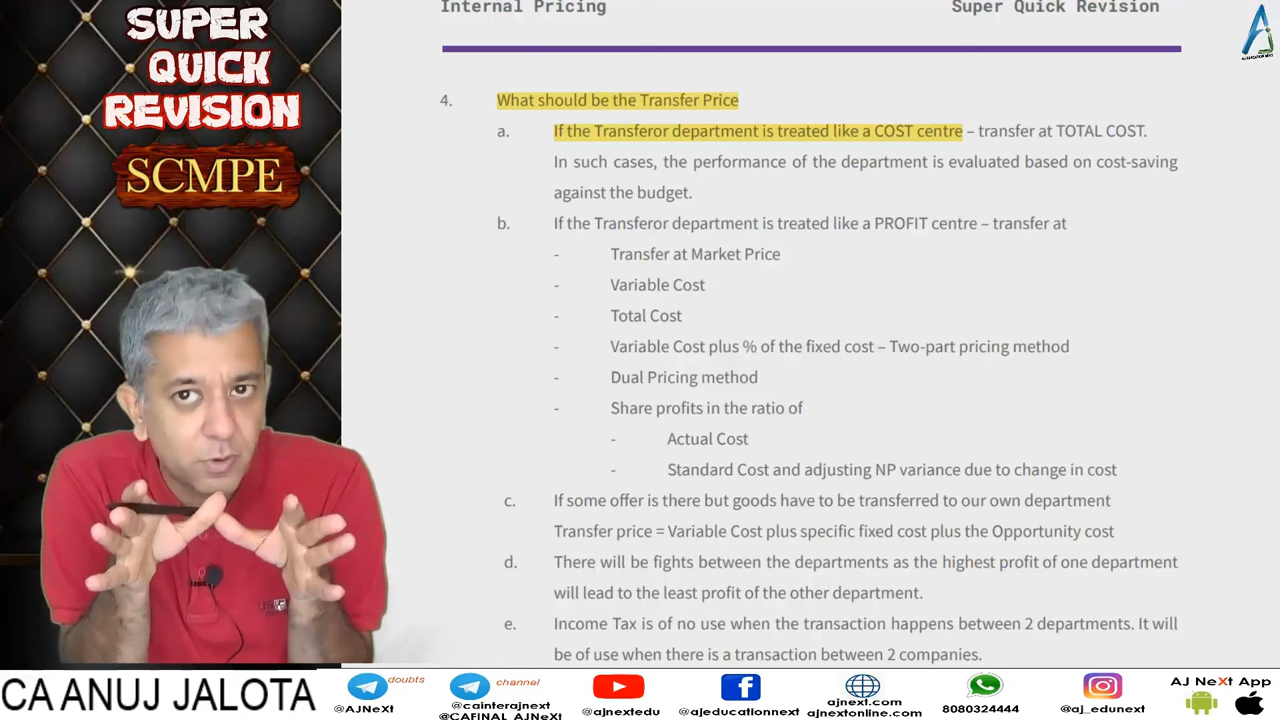 SUPER
QUICK
REVISION
SCMPE
Internal Pricing
Super Quick Revision
4. What should be the Transfer Price
a. If the Transferor department is treated like a COST centre – transfer at TOTAL COST.
In such cases, the performance of the department is evaluated based on cost-saving
against the budget.
b. If the Transferor department is treated like a PROFIT centre – transfer at
- Transfer at Market Price
- Variable Cost
- Total Cost
- Variable Cost plus % of the fixed cost – Two-part pricing method
- Dual Pricing method
- Share profits in the ratio of
- Actual Cost
- Standard Cost and adjusting NP variance due to change in cost
c. If some offer is there but goods have to be transferred to our own department
Transfer price = Variable Cost plus specific fixed cost plus the Opportunity cost
d. There will be fights between the departments as the highest profit of one department
will lead to the least profit of the other department.
e. Income Tax is of no use when the transaction happens between 2 departments. It will
be of use when there is a transaction between 2 companies.
CA ANUJ JALOTA
doubts
@AJNeXt
channel
@cainterajnext
@CAFINAL_AJNeXt
@ajnextedu
@ajeducationnext
ajnext.com
ajnextonline.com
8080324444
@aj_edunext
AJ NeXt App